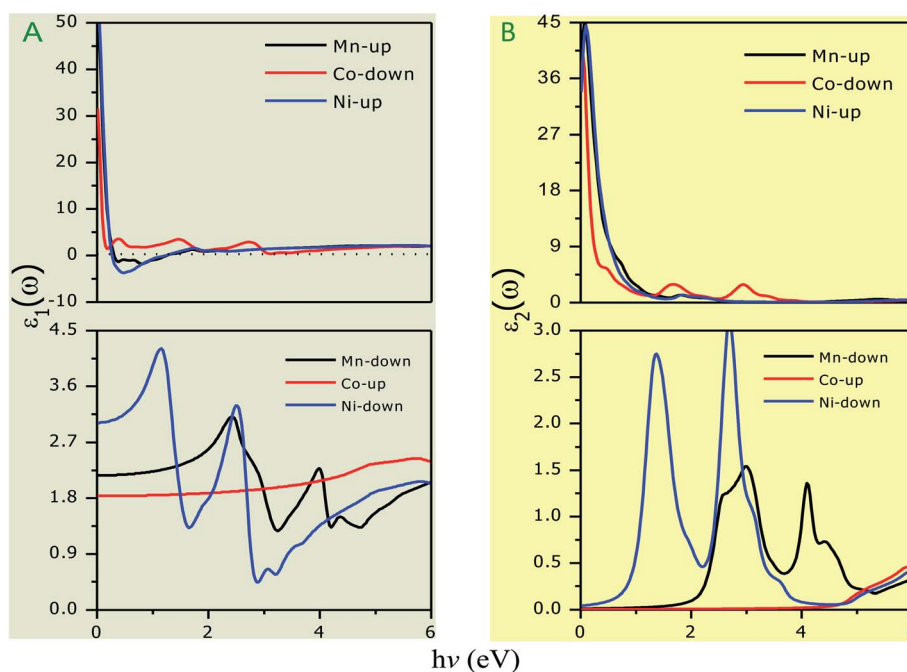 A
50
40
30
20
10
0
-10
Mn-up
Co-down
Ni-up
ε₁(ω)
4.5
3.6
2.7
1.8
0.9
0.0
Mn-down
Co-up
Ni-down
0 2 4 6
B
45
36
27
18
9
0
Mn-up
Co-down
Ni-up
ε₂(ω)
3.0
2.5
2.0
1.5
1.0
0.5
0.0
Mn-down
Co-up
Ni-down
0 2 4
hν (eV)